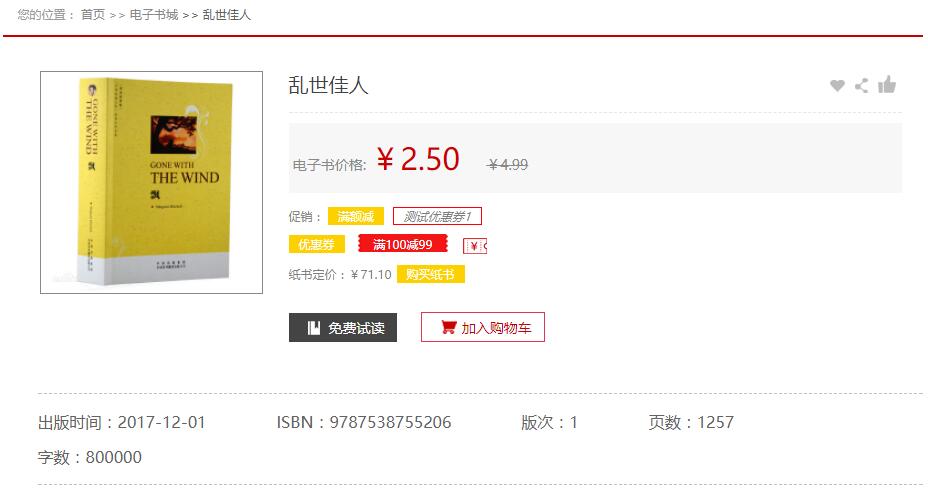 您的位置： 首页 >> 电子书城 >> 乱世佳人
GONE WITH
THE WIND
飘
GONE WITH
THE WIND
飘
Margaret Mitchell
乱世佳人
电子书价格: ￥2.50 ￥4.99
促销： 满额减 测试优惠券1
优惠券 满100减99 ￥
纸书定价：￥71.10 购买纸书
免费试读 加入购物车
出版时间：2017-12-01 ISBN：9787538755206 版次：1 页数：1257
字数：800000